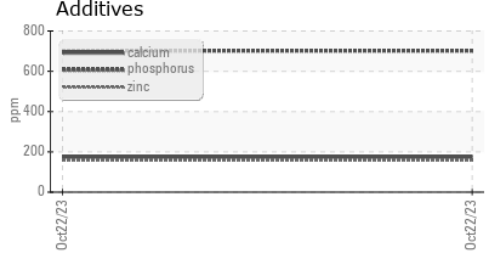 Additives
800
600
400
200
0
ppm
calcium
phosphorus
zinc
Oct22/23
Oct22/23